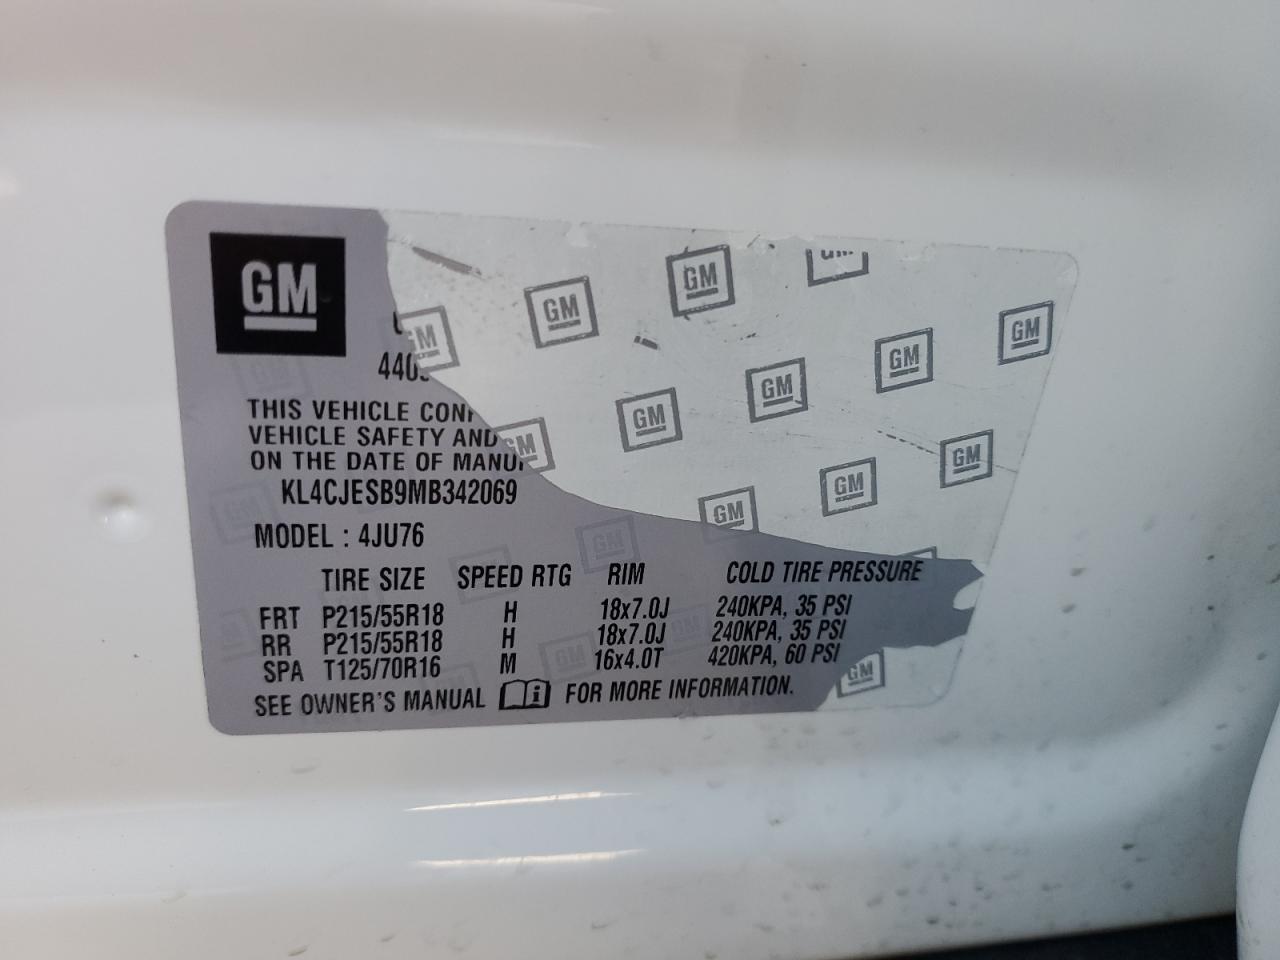 GM
THIS VEHICLE
VEHICLE SAFETY AND
ON THE DATE OF
KL4CJESB9MB342069
MODEL : 4JU76
TIRE SIZE SPEED RTG RIM COLD TIRE PRESSURE
FRT P215/55R18 H 18x7.0J 240KPA, 35 PSI
RR P215/55R18 H 18x7.0J 240KPA, 35 PSI
SPA T125/70R16 M 16x4.0T 420KPA, 60 PSI
SEE OWNER'S MANUAL FOR MORE INFORMATION.
GM
GM
GM
GM
GM
GM
GM
GM
GM
GM
GM
GM
GM